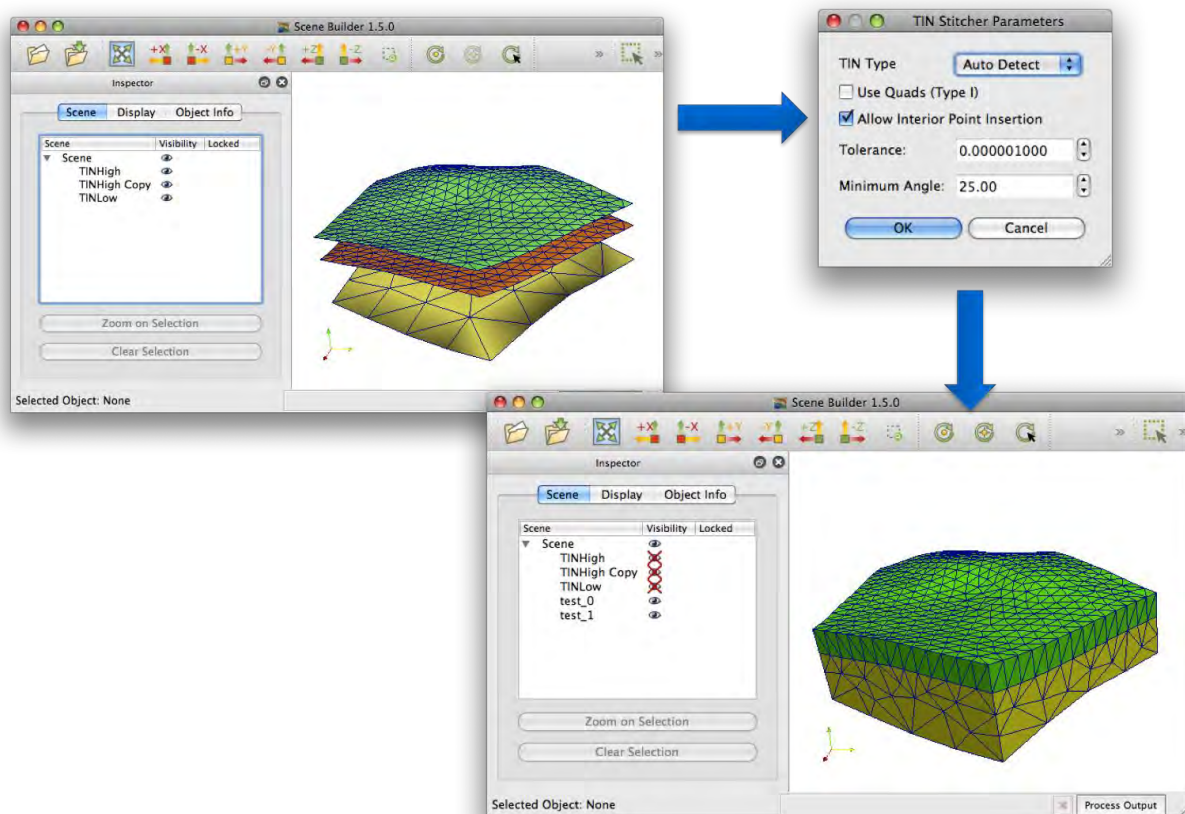 Scene Builder 1.5.0
+X -X +Y -Y +Z -Z » »
Inspector
Scene Display Object Info
Scene Visibility Locked
Scene
TINHigh
TINHigh Copy
TINLow
Zoom on Selection
Clear Selection
Selected Object: None
TIN Stitcher Parameters
TIN Type Auto Detect
Use Quads (Type I)
Allow Interior Point Insertion
Tolerance: 0.000001000
Minimum Angle: 25.00
OK Cancel
Scene Builder 1.5.0
+X -X +Y -Y +Z -Z » »
Inspector
Scene Display Object Info
Scene Visibility Locked
Scene
TINHigh
TINHigh Copy
TINLow
test_0
test_1
Zoom on Selection
Clear Selection
Selected Object: None
Process Output